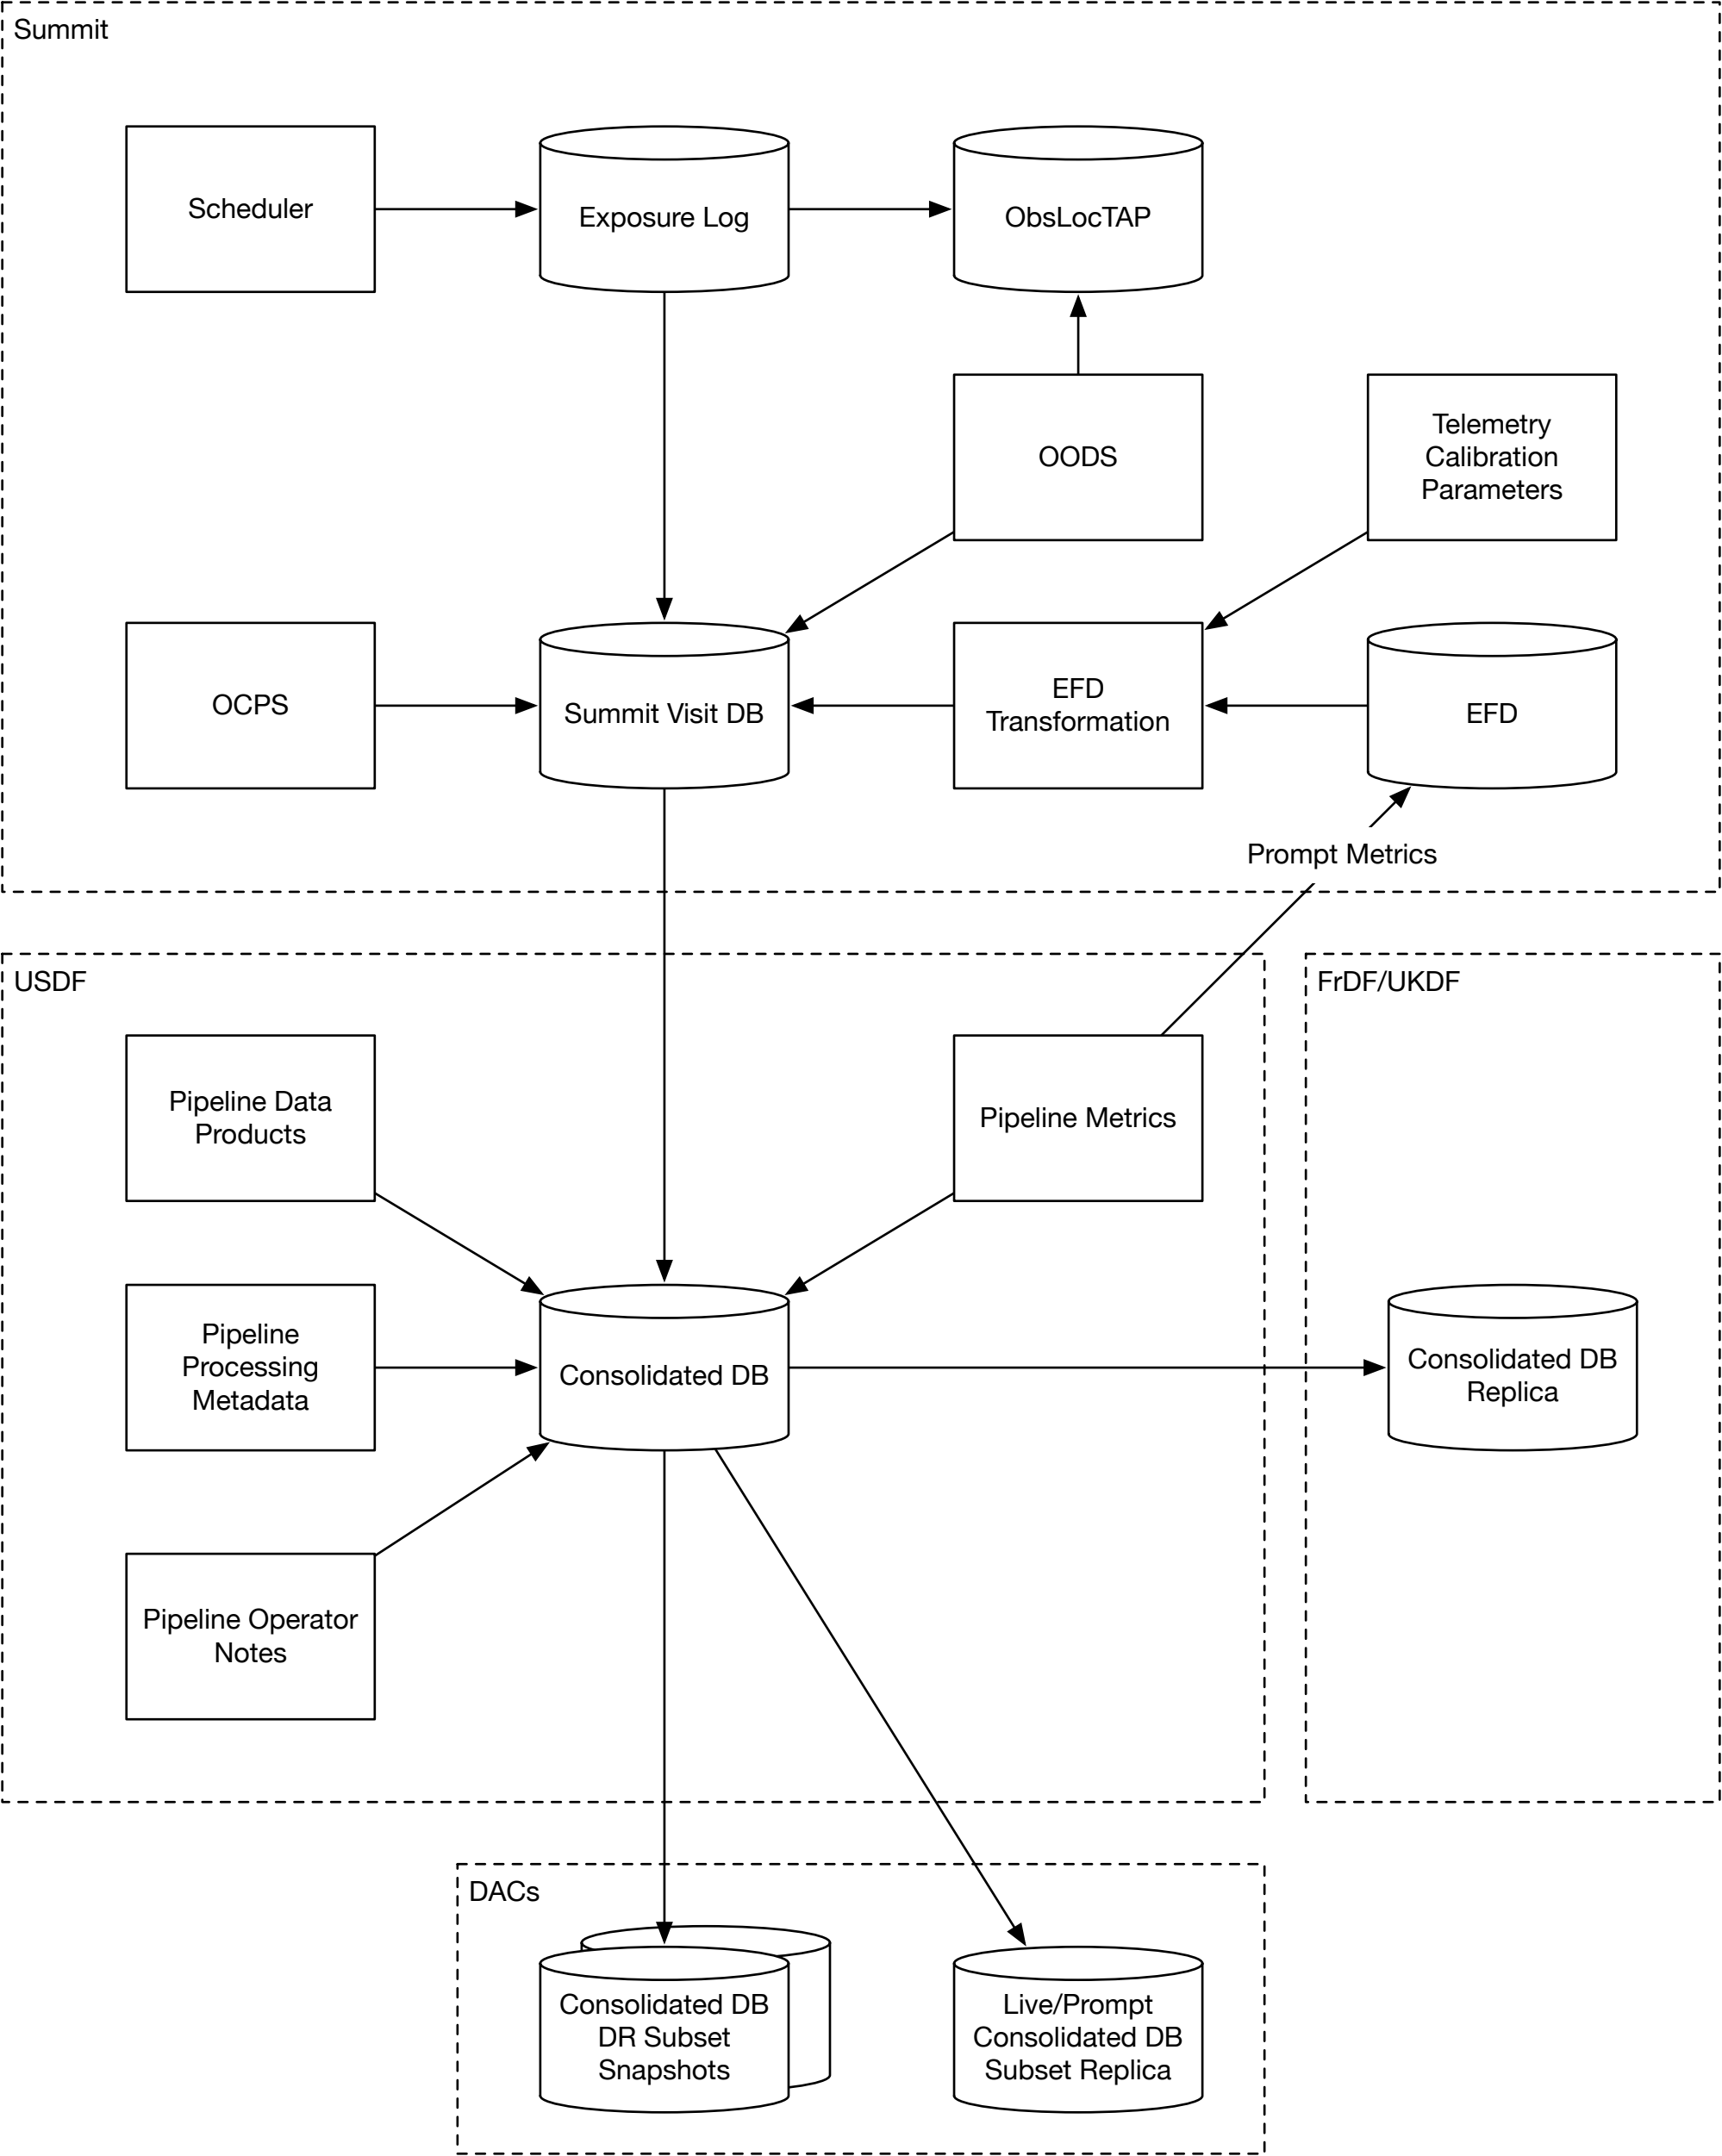 Summit
Scheduler
Exposure Log
ObsLocTAP
OODS
Telemetry
Calibration
Parameters
OCPS
Summit Visit DB
EFD
Transformation
EFD
Prompt Metrics
USDF
FrDF/UKDF
Pipeline Data
Products
Pipeline Metrics
Pipeline
Processing
Metadata
Consolidated DB
Consolidated DB
Replica
Pipeline Operator
Notes
DACs
Consolidated DB
DR Subset
Snapshots
Live/Prompt
Consolidated DB
Subset Replica